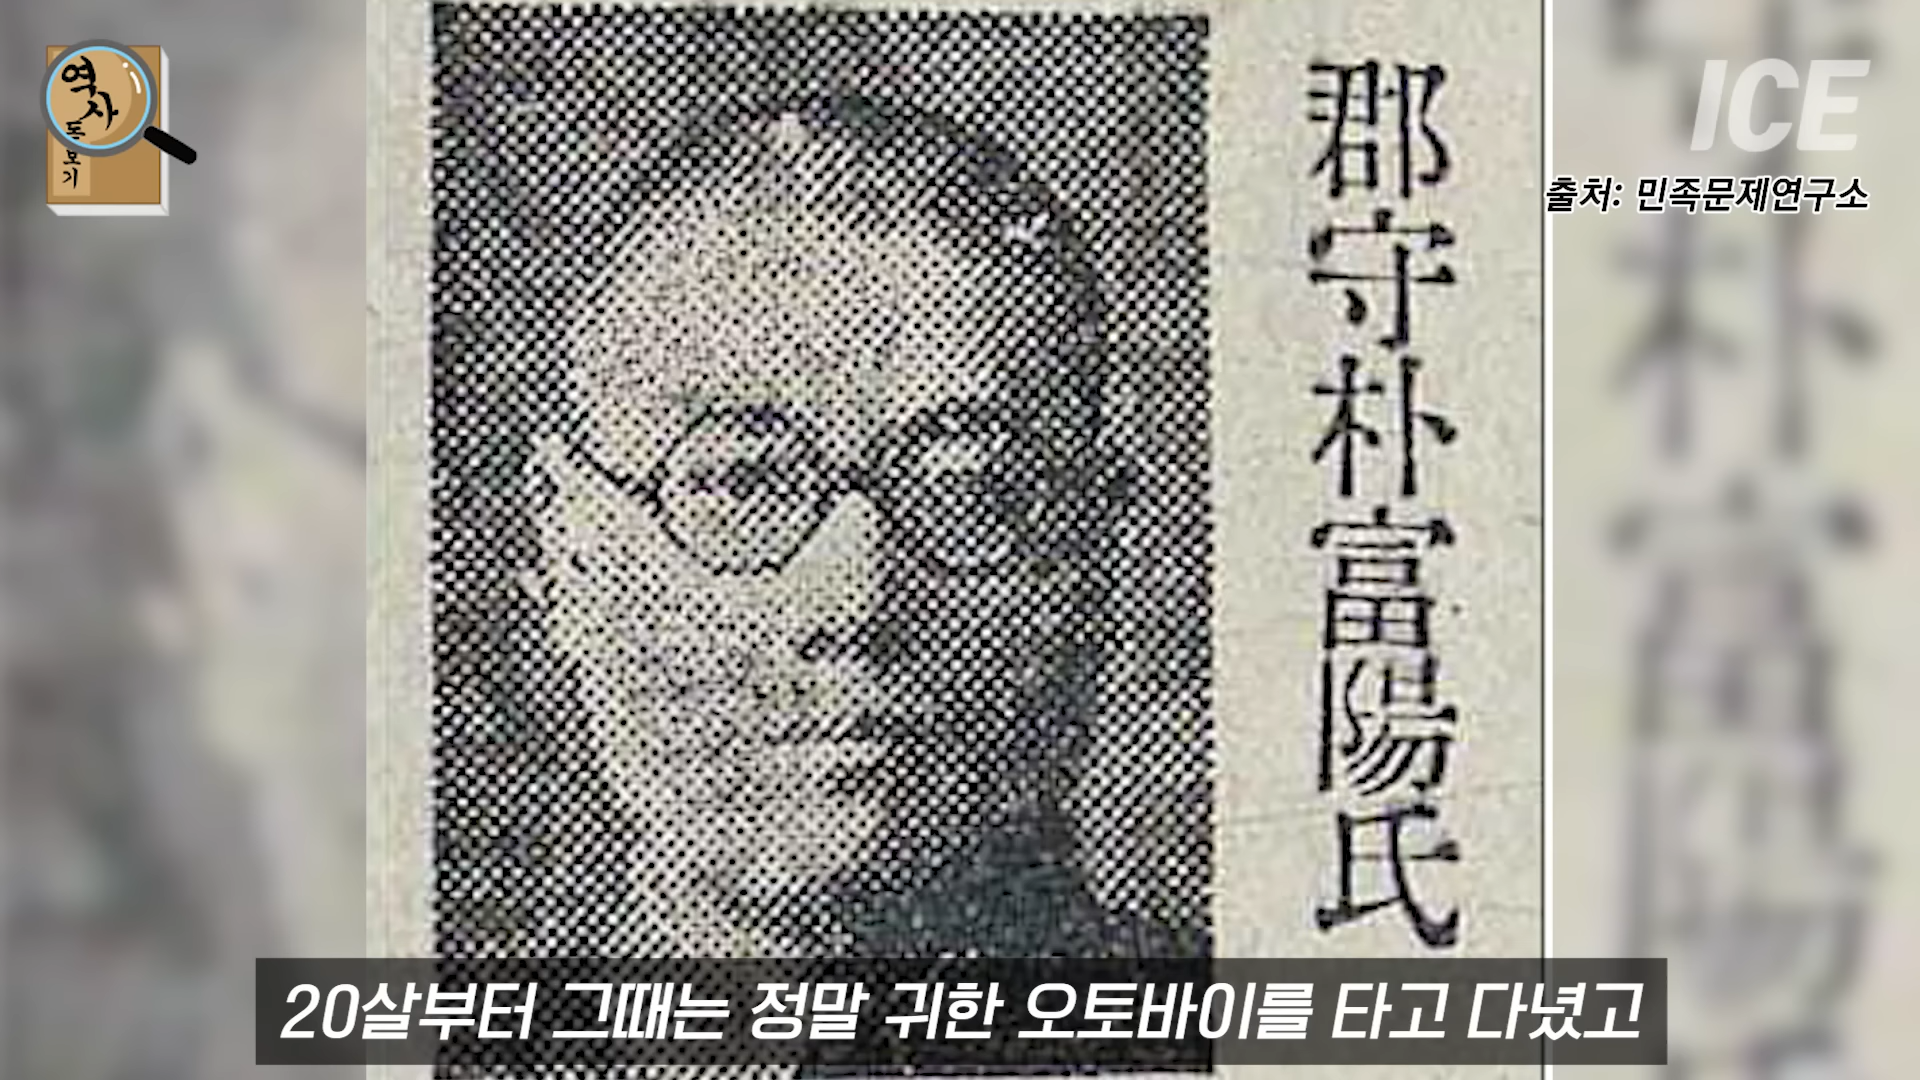 역사
돋
보
기
ICE
출처: 민족문제연구소
郡守朴富陽氏
20살부터 그때는 정말 귀한 오토바이를 타고 다녔고